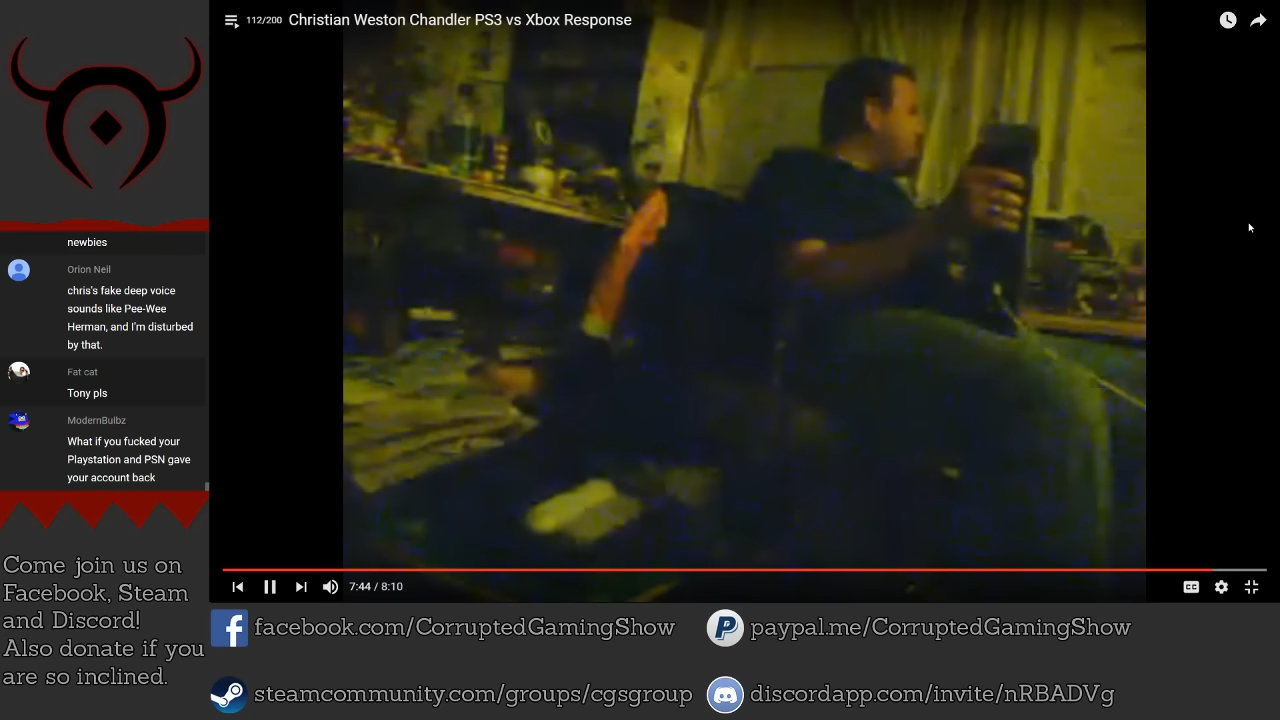 112/200 Christian Weston Chandler PS3 vs Xbox Response
newbies
Orion Neil
chris's fake deep voice
sounds like Pee-Wee
Herman, and I'm disturbed
by that.
Fat cat
Tony pls
ModernBulbz
What if you fucked your
Playstation and PSN gave
your account back
7:44 / 8:10
CC
Come join us on
Facebook, Steam
and Discord!
Also donate if you
are so inclined.
facebook.com/CorruptedGamingShow
paypal.me/CorruptedGamingShow
steamcommunity.com/groups/cgsgroup
discordapp.com/invite/nRBADVg